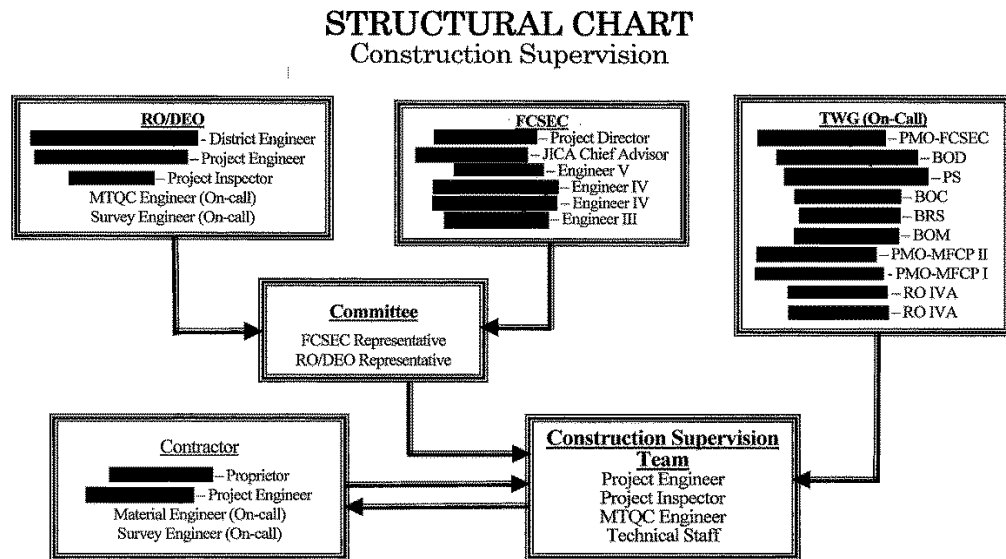 STRUCTURAL CHART
Construction Supervision
RO/DEO
- District Engineer
- Project Engineer
- Project Inspector
MTQC Engineer (On-call)
Survey Engineer (On-call)
FCSEC
- Project Director
- JICA Chief Advisor
- Engineer V
- Engineer IV
- Engineer IV
- Engineer III
TWG (On-Call)
- PMO-FCSEC
- BOD
- PS
- BOC
- BRS
- BOM
- PMO-MFCP II
- PMO-MFCP I
- RO IVA
- RO IVA
Committee
FCSEC Representative
RO/DEO Representative
Contractor
- Proprietor
- Project Engineer
Material Engineer (On-call)
Survey Engineer (On-call)
Construction Supervision
Team
Project Engineer
Project Inspector
MTQC Engineer
Technical Staff